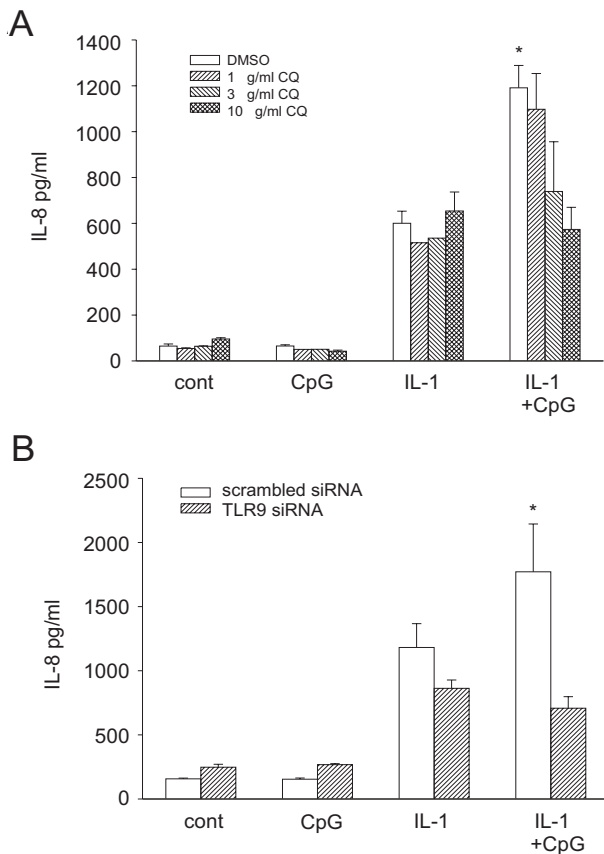 A
1400
1200
1000
800
600
400
200
0
IL-8 pg/ml
DMSO
1 g/ml CQ
3 g/ml CQ
10 g/ml CQ
*
cont
CpG
IL-1
IL-1
+CpG
B
2500
2000
1500
1000
500
0
IL-8 pg/ml
scrambled siRNA
TLR9 siRNA
*
cont
CpG
IL-1
IL-1
+CpG